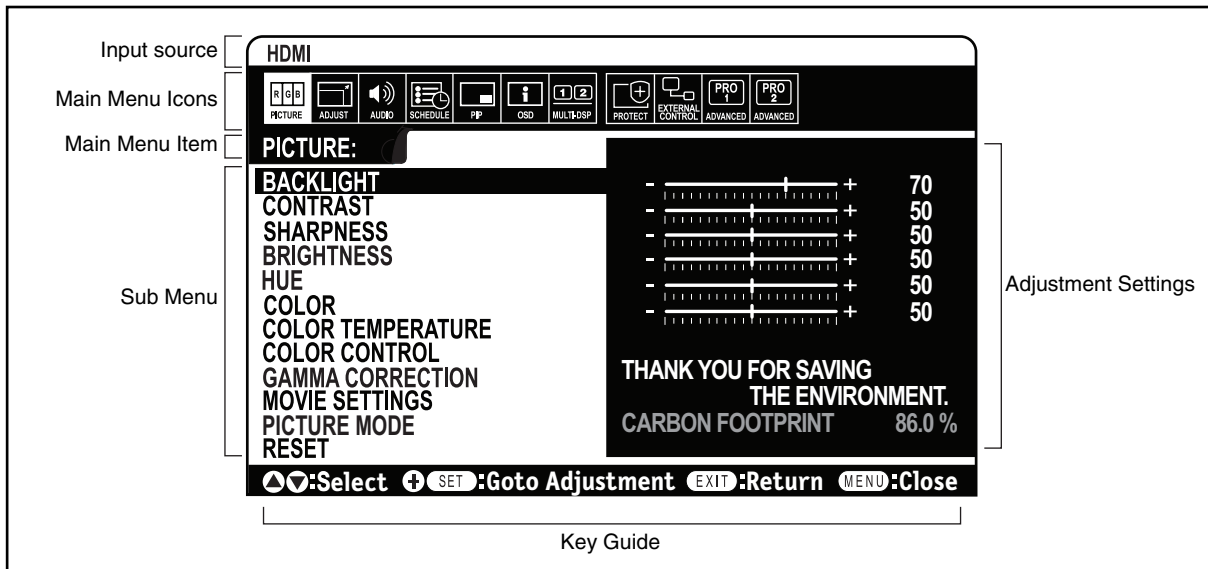 Input source
HDMI
Main Menu Icons
R G B
1 2
PRO 1
PRO 2
PICTURE ADJUST AUDIO SCHEDULE PIP OSD MULTI-DSP PROTECT EXTERNAL CONTROL ADVANCED ADVANCED
Main Menu Item
PICTURE:
Sub Menu
BACKLIGHT - + 70
CONTRAST - + 50
SHARPNESS - + 50
BRIGHTNESS - + 50
HUE - + 50
COLOR - + 50
COLOR TEMPERATURE
COLOR CONTROL
GAMMA CORRECTION
MOVIE SETTINGS
PICTURE MODE
RESET
THANK YOU FOR SAVING
THE ENVIRONMENT.
CARBON FOOTPRINT 86.0 %
Adjustment Settings
:Select + SET :Goto Adjustment EXIT :Return MENU :Close
Key Guide